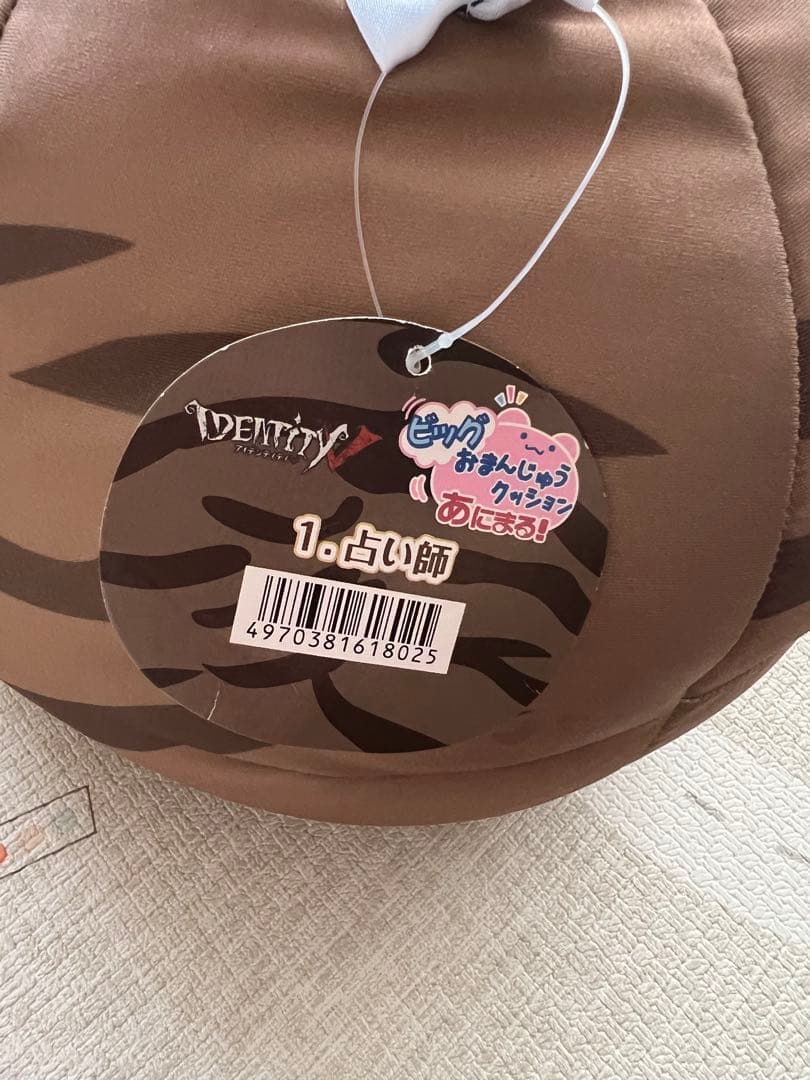 IDENTITY V
アイデンティティ
ビッグ
おまんじゅう
クッション
あにまる!
1.占い師
4970381618025